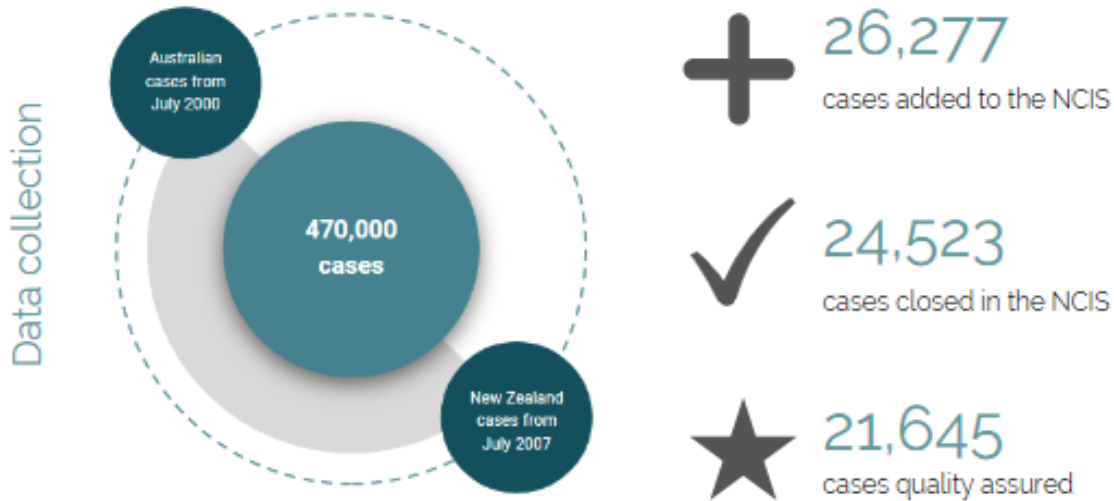 Data collection
Australian
cases from
July 2000
470,000
cases
New Zealand
cases from
July 2007
26,277
cases added to the NCIS
24,523
cases closed in the NCIS
21,645
cases quality assured